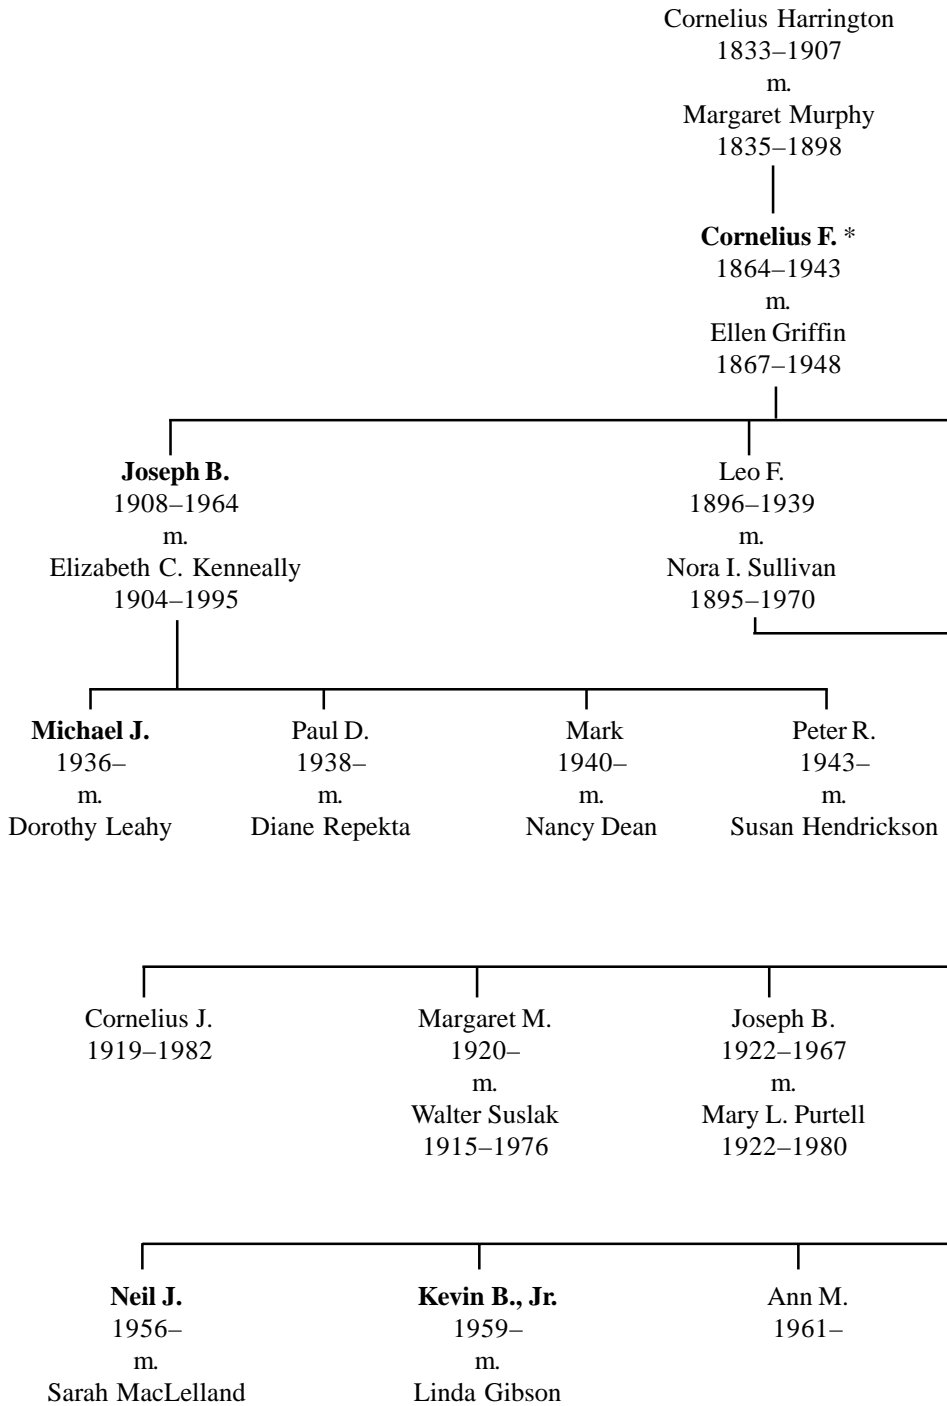 Cornelius Harrington
1833–1907
m.
Margaret Murphy
1835–1898
Cornelius F. *
1864–1943
m.
Ellen Griffin
1867–1948
Joseph B.
1908–1964
m.
Elizabeth C. Kenneally
1904–1995
Leo F.
1896–1939
m.
Nora I. Sullivan
1895–1970
Michael J.
1936–
m.
Dorothy Leahy
Paul D.
1938–
m.
Diane Repekta
Mark
1940–
m.
Nancy Dean
Peter R.
1943–
m.
Susan Hendrickson
Cornelius J.
1919–1982
Margaret M.
1920–
m.
Walter Suslak
1915–1976
Joseph B.
1922–1967
m.
Mary L. Purtell
1922–1980
Neil J.
1956–
m.
Sarah MacLelland
Kevin B., Jr.
1959–
m.
Linda Gibson
Ann M.
1961–